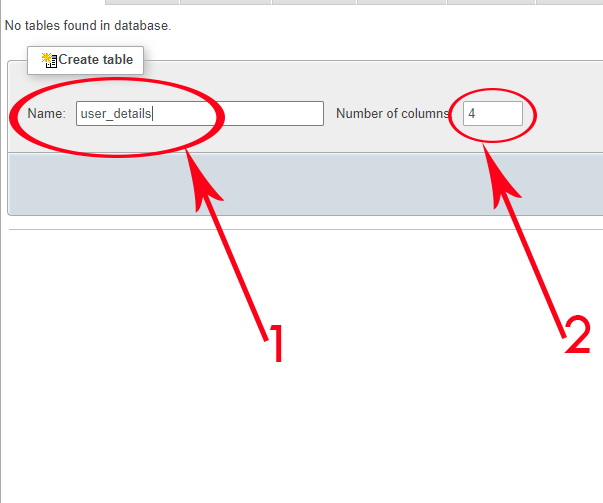 No tables found in database.
Create table
Name: user_details Number of columns 4
1 2